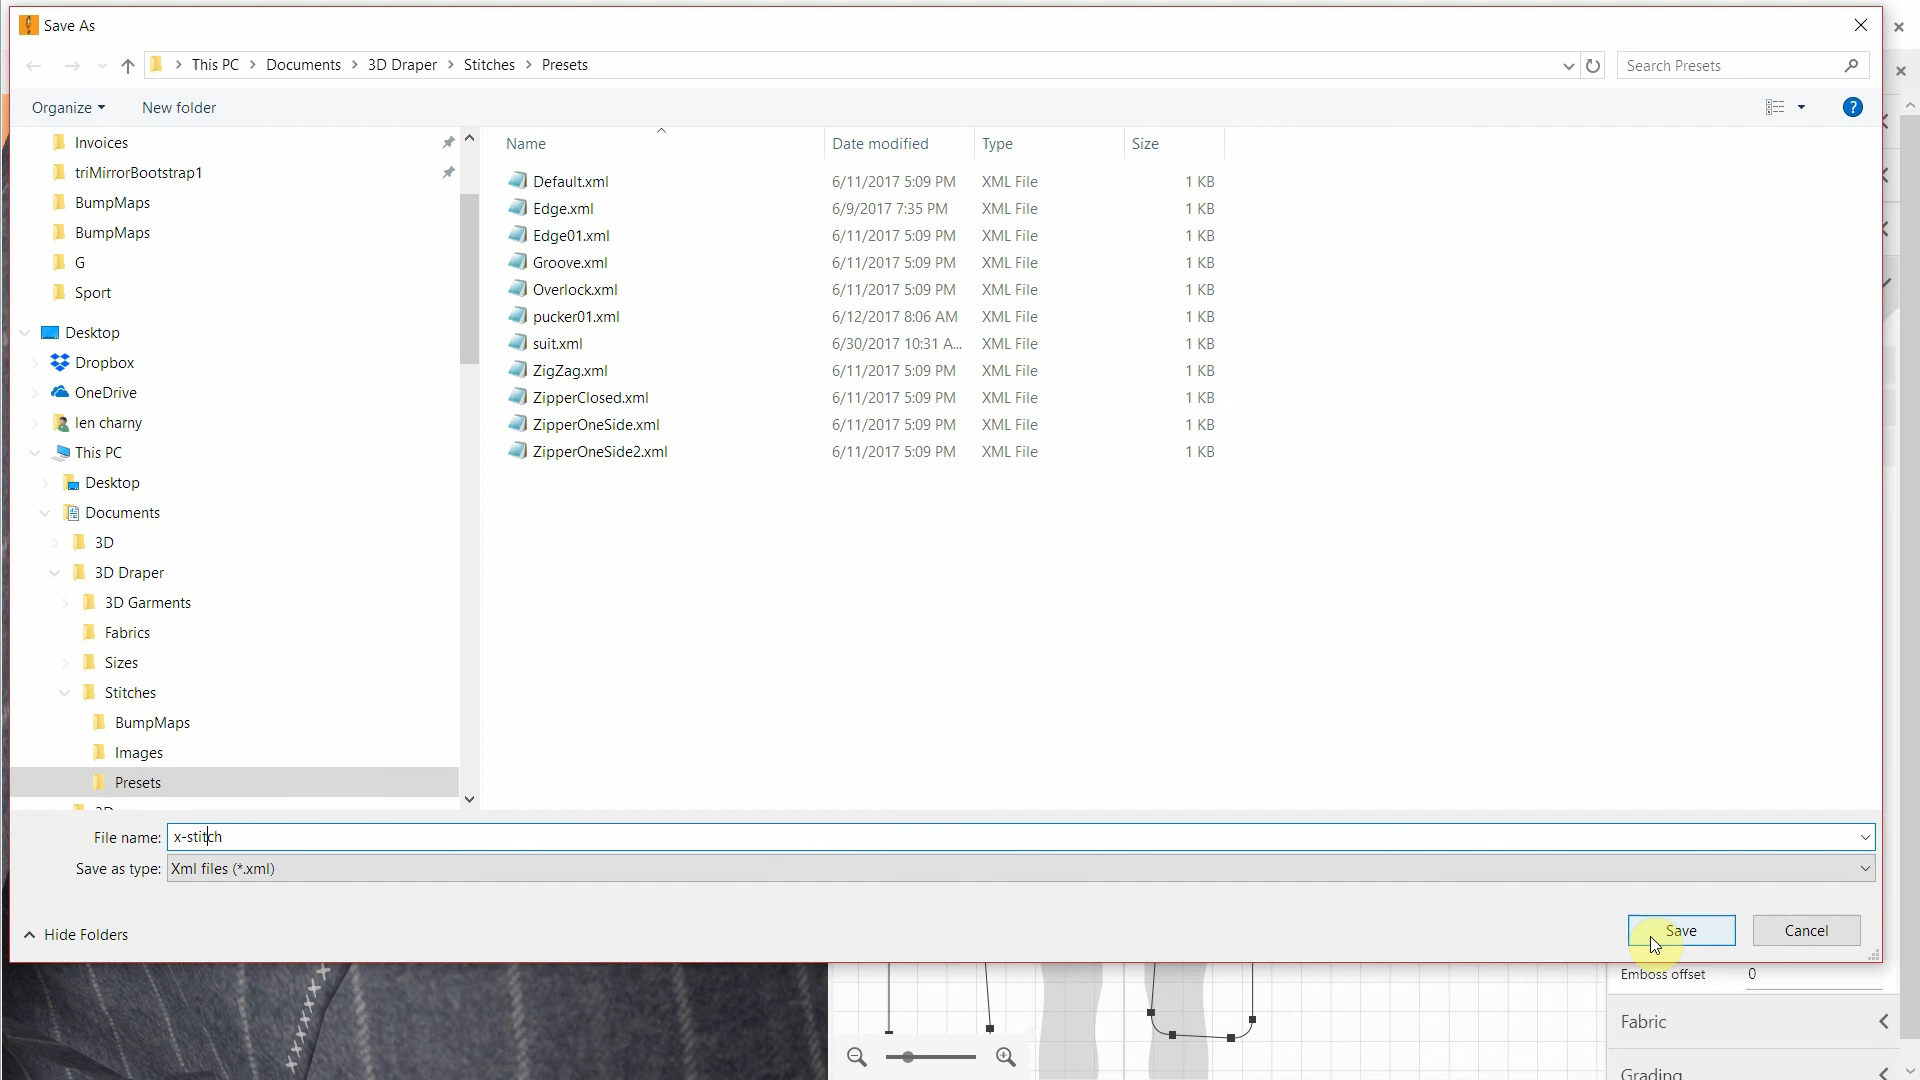 Save As
This PC > Documents > 3D Draper > Stitches > Presets
Search Presets
Organize
New folder
?
Invoices
triMirrorBootstrap1
BumpMaps
BumpMaps
G
Sport
Desktop
Dropbox
OneDrive
len charny
This PC
Desktop
Documents
3D
3D Draper
3D Garments
Fabrics
Sizes
Stitches
BumpMaps
Images
Presets
Name Date modified Type Size
Default.xml 6/11/2017 5:09 PM XML File 1 KB
Edge.xml 6/9/2017 7:35 PM XML File 1 KB
Edge01.xml 6/11/2017 5:09 PM XML File 1 KB
Groove.xml 6/11/2017 5:09 PM XML File 1 KB
Overlock.xml 6/11/2017 5:09 PM XML File 1 KB
pucker01.xml 6/12/2017 8:06 AM XML File 1 KB
suit.xml 6/30/2017 10:31 A... XML File 1 KB
ZigZag.xml 6/11/2017 5:09 PM XML File 1 KB
ZipperClosed.xml 6/11/2017 5:09 PM XML File 1 KB
ZipperOneSide.xml 6/11/2017 5:09 PM XML File 1 KB
ZipperOneSide2.xml 6/11/2017 5:09 PM XML File 1 KB
File name: x-stitch
Save as type: Xml files (*.xml)
Hide Folders
Save
Cancel
Emboss offset 0
Fabric
Grading